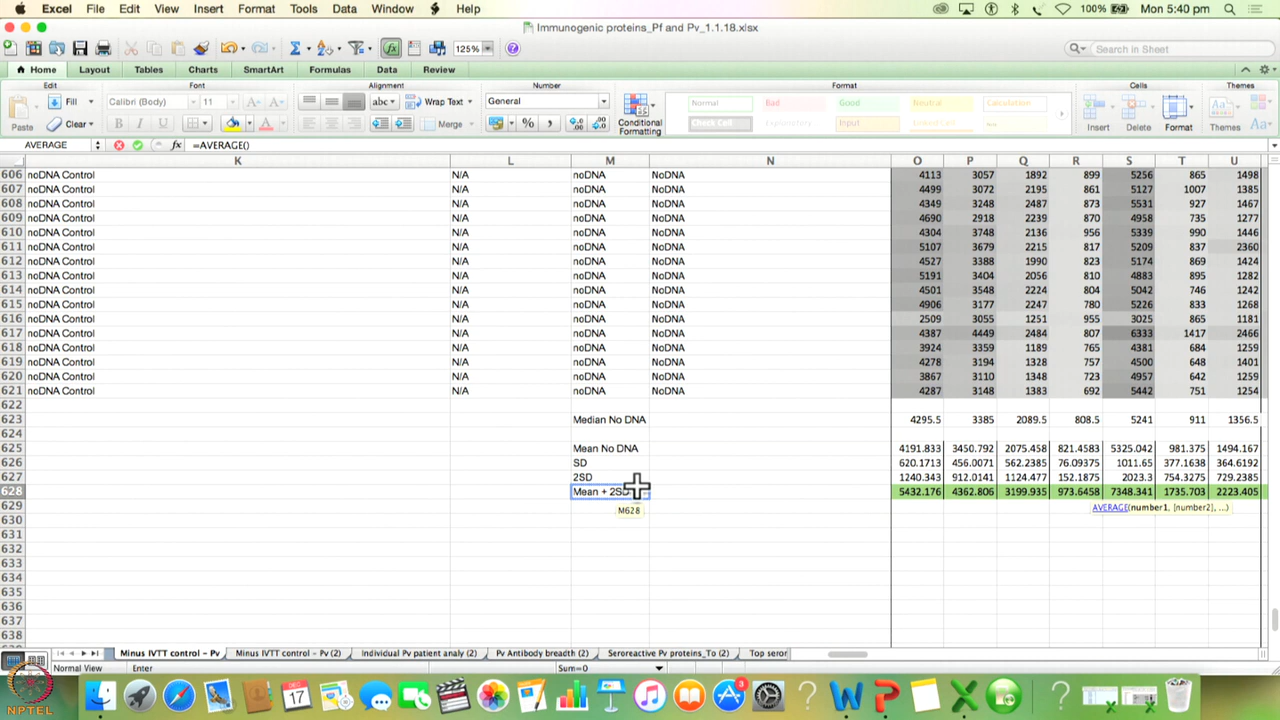 Excel File Edit View Insert Format Tools Data Window Help 100% Mon 5:40 pm
Immunogenic proteins_Pf and Pv_1.1.18.xlsx
125% Search in Sheet
Home Layout Tables Charts SmartArt Formulas Data Review
Edit Font Alignment Number Format Cells Themes
Fill Calibri (Body) 11 abc Wrap Text General Normal Bad Good Neutral Calculation
Paste Clear B I U A Merge % Conditional Formatting Check Cell Explanatory Input Insert Delete Format Themes Aa
AVERAGE fx =AVERAGE()
K L M N O P Q R S T U
606 noDNA Control N/A noDNA NoDNA 4113 3057 1892 899 5256 865 1498
607 noDNA Control N/A noDNA NoDNA 4499 3072 2195 861 5127 1007 1385
608 noDNA Control N/A noDNA NoDNA 4349 3248 2487 873 5531 927 1467
609 noDNA Control N/A noDNA NoDNA 4690 2918 2239 870 4958 735 1277
610 noDNA Control N/A noDNA NoDNA 4304 3748 2136 956 5339 990 1446
611 noDNA Control N/A noDNA NoDNA 5107 3679 2215 817 5209 837 2360
612 noDNA Control N/A noDNA NoDNA 4527 3388 1990 823 5174 869 1424
613 noDNA Control N/A noDNA NoDNA 5191 3404 2056 810 4883 895 1282
614 noDNA Control N/A noDNA NoDNA 4501 3548 2224 804 5042 746 1242
615 noDNA Control N/A noDNA NoDNA 4906 3177 2247 780 5226 833 1268
616 noDNA Control N/A noDNA NoDNA 2509 3055 1251 955 3025 865 1181
617 noDNA Control N/A noDNA NoDNA 4387 4449 2484 807 6333 1417 2466
618 noDNA Control N/A noDNA NoDNA 3924 3359 1189 765 4381 684 1259
619 noDNA Control N/A noDNA NoDNA 4278 3194 1328 757 4500 648 1401
620 noDNA Control N/A noDNA NoDNA 3867 3110 1348 723 4957 642 1259
621 noDNA Control N/A noDNA NoDNA 4287 3148 1383 692 5442 751 1254
622
623 Median No DNA 4295.5 3385 2089.5 808.5 5241 911 1356.5
624
625 Mean No DNA 4191.833 3450.792 2075.458 821.4583 5325.042 981.375 1494.167
626 SD 620.1713 456.0071 562.2385 76.09375 1011.65 377.1638 364.6192
627 2SD 1240.343 912.0141 1124.477 152.1875 2023.3 754.3275 729.2385
628 Mean + 2SD 5432.176 4362.806 3199.935 973.6458 7348.341 1735.703 2223.405
629 M628 AVERAGE(number1, [number2], ...)
630
631
632
633
634
635
636
637
638
Minus IVTT control - Pv Minus IVTT control - Pv (2) Individual Pv patient analy (2) Pv Antibody breadth (2) Seroreactive Pv proteins_To (2) Top seror
Normal View Enter Sum=0
NPTEL